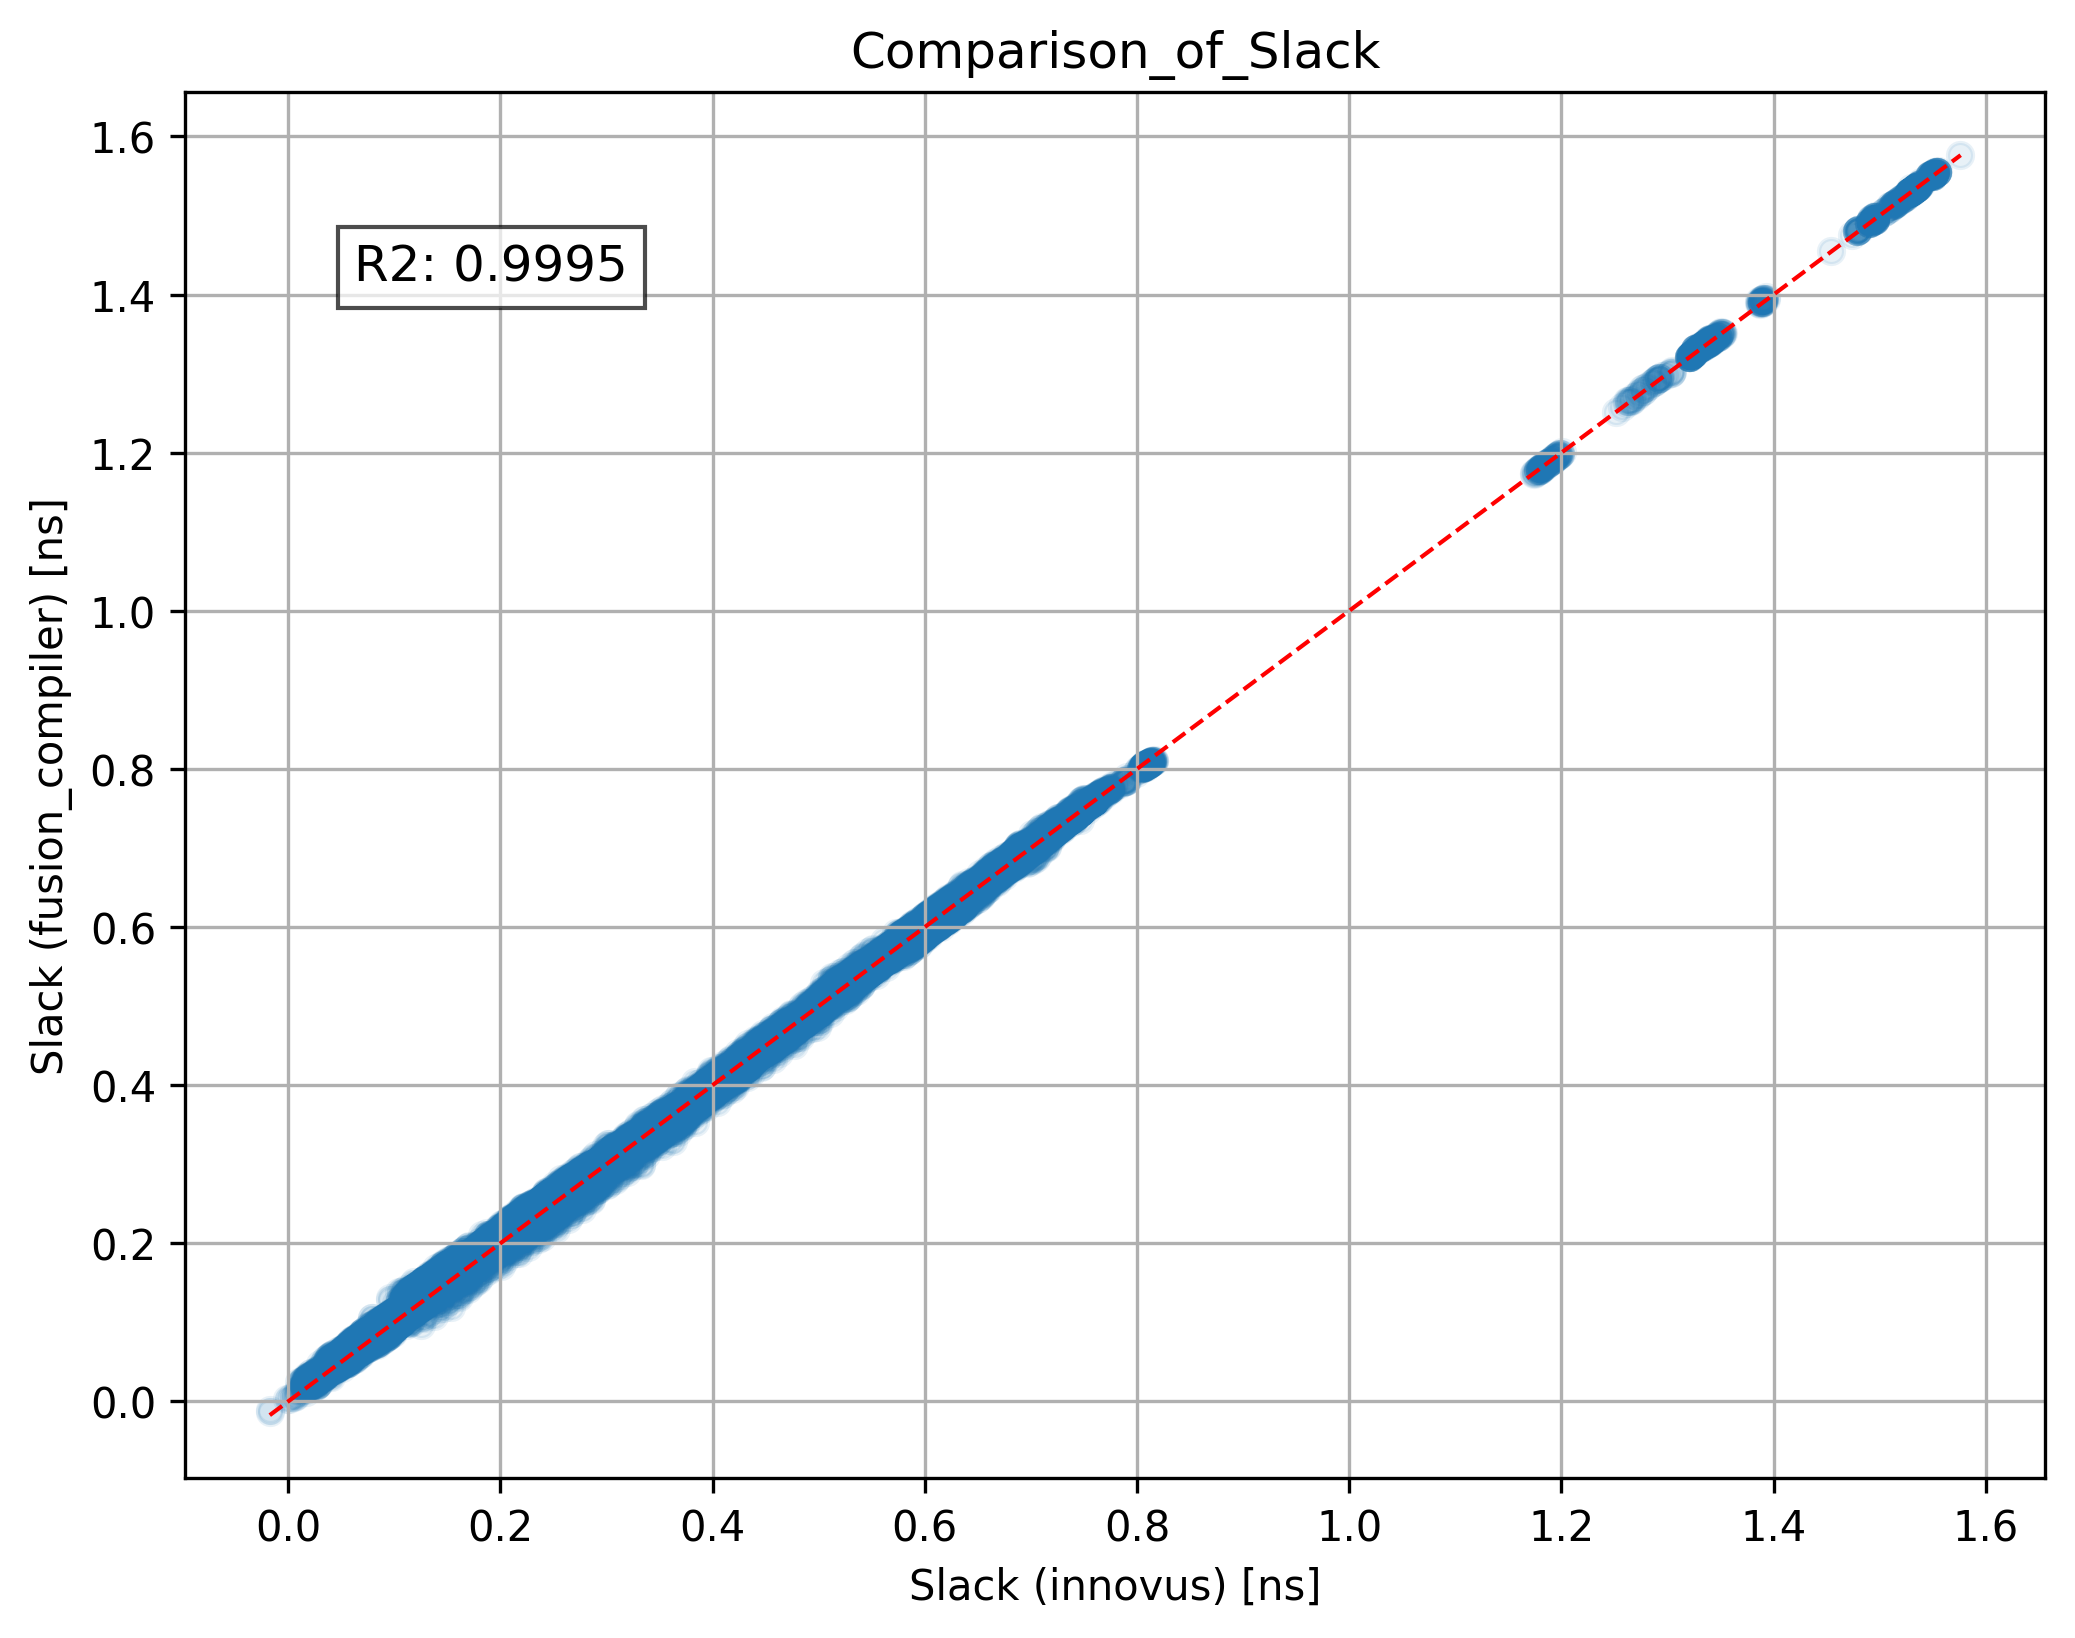 Comparison_of_Slack
R2: 0.9995
Slack (fusion_compiler) [ns]
1.6
1.4
1.2
1.0
0.8
0.6
0.4
0.2
0.0
0.0 0.2 0.4 0.6 0.8 1.0 1.2 1.4 1.6
Slack (innovus) [ns]